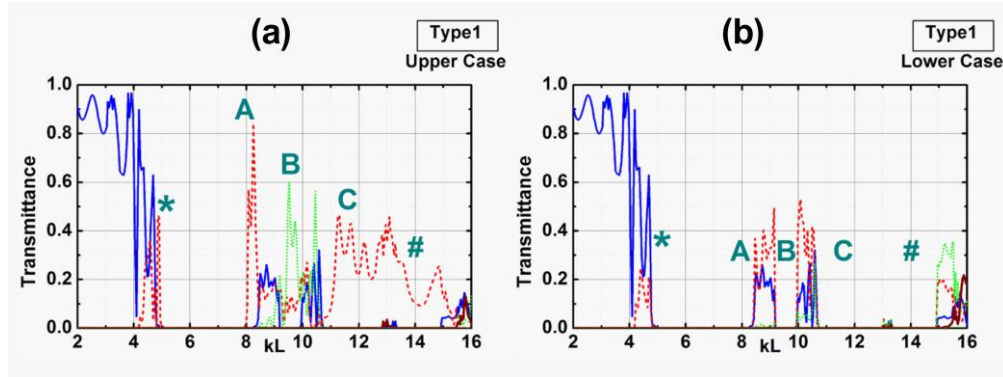 (a)
Type1
Upper Case
Transmittance
1.0
0.8
0.6
0.4
0.2
0.0
A
B
C
*
#
2 4 6 8 10 12 14 16
kL
(b)
Type1
Lower Case
Transmittance
1.0
0.8
0.6
0.4
0.2
0.0
*
A B C #
2 4 6 8 10 12 14 16
kL